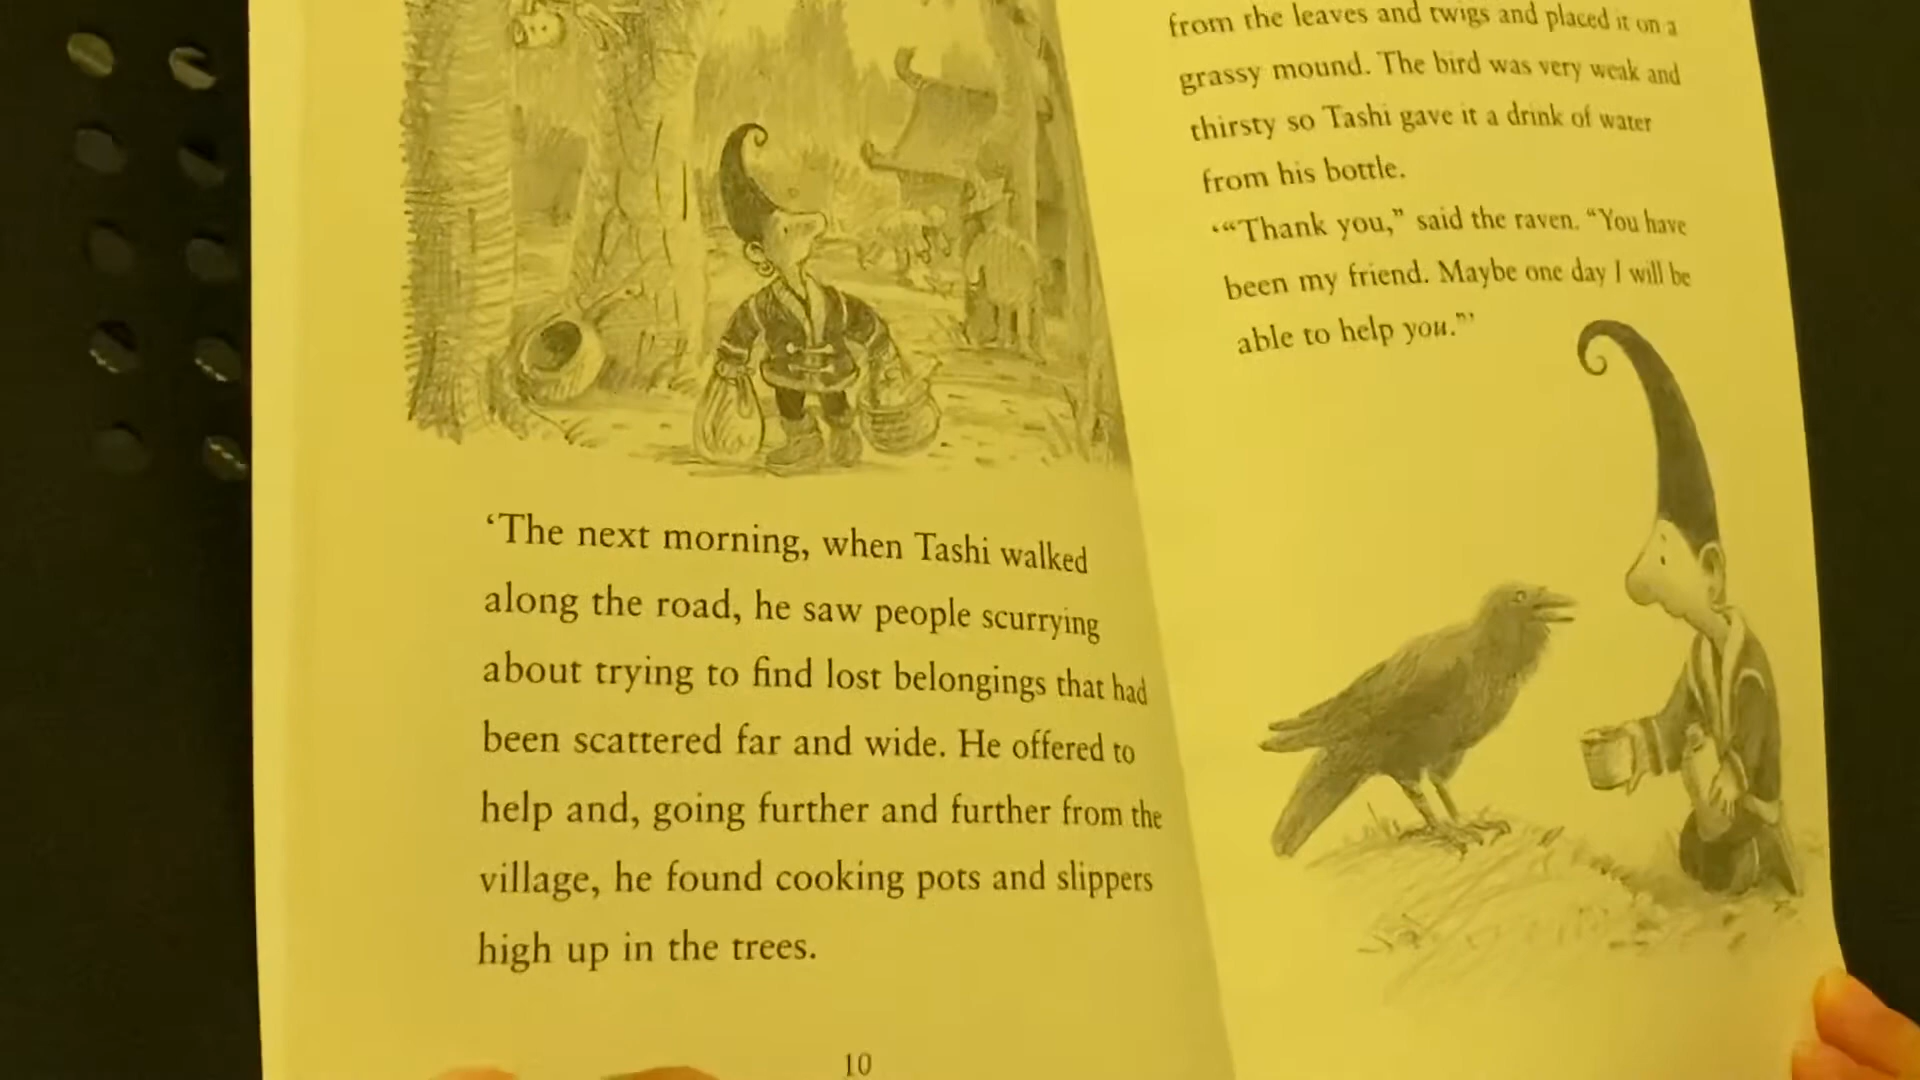 ‘The next morning, when Tashi walked
along the road, he saw people scurrying
about trying to find lost belongings that had
been scattered far and wide. He offered to
help and, going further and further from the
village, he found cooking pots and slippers
high up in the trees.
10
from the leaves and twigs and placed it on a
grassy mound. The bird was very weak and
thirsty so Tashi gave it a drink of water
from his bottle.
‘“Thank you,” said the raven. “You have
been my friend. Maybe one day I will be
able to help you.”’